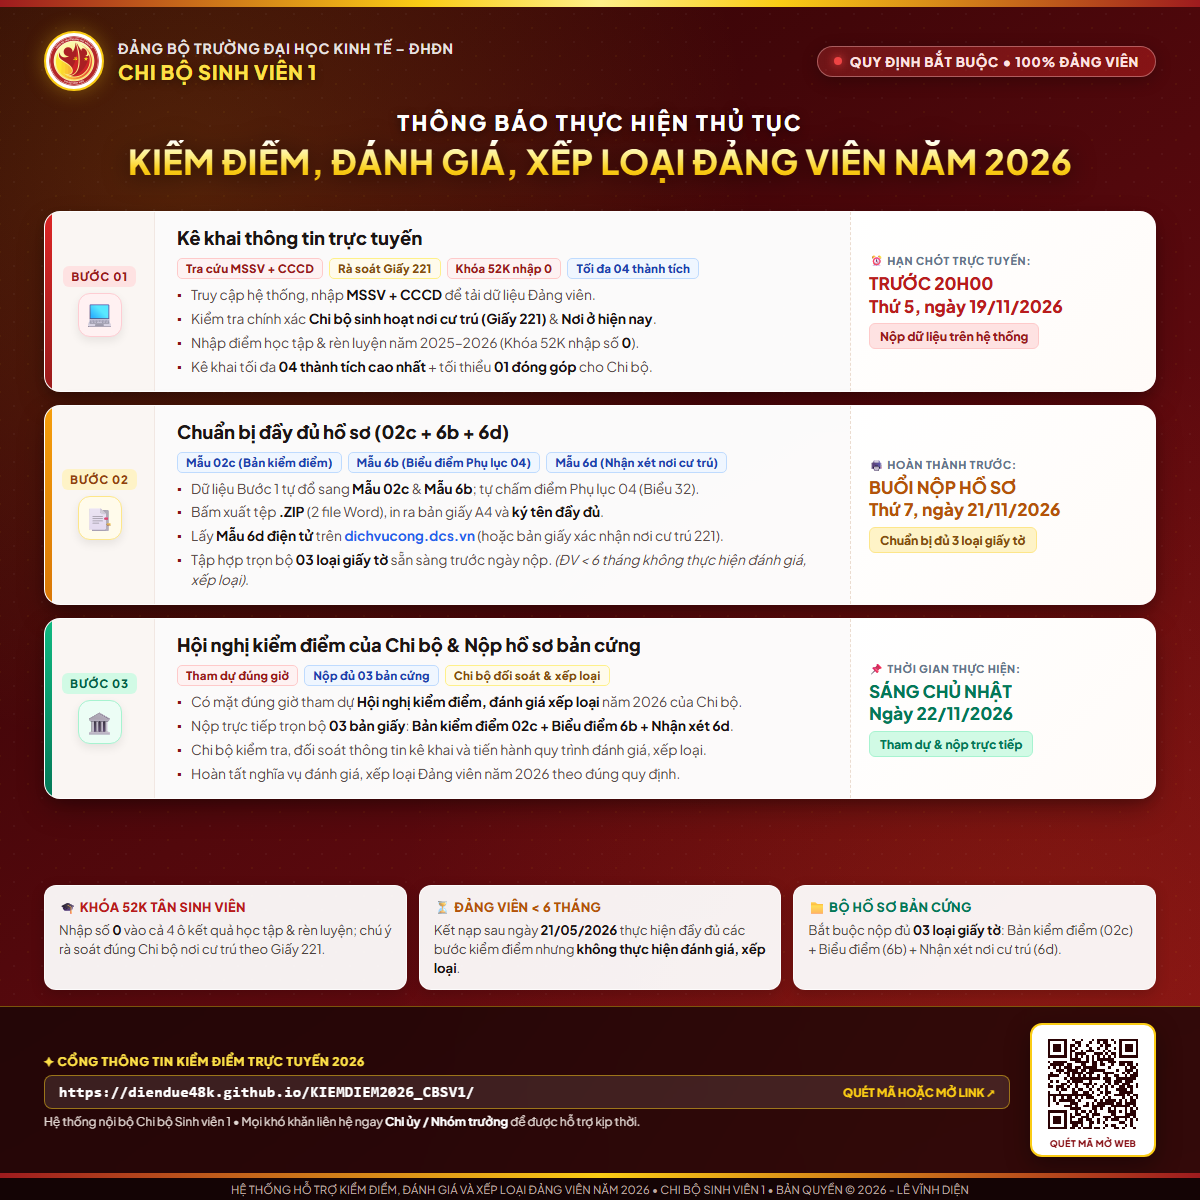 ĐẢNG BỘ TRƯỜNG ĐẠI HỌC KINH TẾ – ĐHĐN
CHI BỘ SINH VIÊN 1
QUY ĐỊNH BẮT BUỘC • 100% ĐẢNG VIÊN
THÔNG BÁO THỰC HIỆN THỦ TỤC
KIỂM ĐIỂM, ĐÁNH GIÁ, XẾP LOẠI ĐẢNG VIÊN NĂM 2026
BƯỚC 01
Kê khai thông tin trực tuyến
Tra cứu MSSV + CCCD
Rà soát Giấy 221
Khóa 52K nhập 0
Tối đa 04 thành tích
▪ Truy cập hệ thống, nhập MSSV + CCCD để tải dữ liệu Đảng viên.
▪ Kiểm tra chính xác Chi bộ sinh hoạt nơi cư trú (Giấy 221) & Nơi ở hiện nay.
▪ Nhập điểm học tập & rèn luyện năm 2025–2026 (Khóa 52K nhập số 0).
▪ Kê khai tối đa 04 thành tích cao nhất + tối thiểu 01 đóng góp cho Chi bộ.
⏰ HẠN CHÓT TRỰC TUYẾN:
TRƯỚC 20H00
Thứ 5, ngày 19/11/2026
Nộp dữ liệu trên hệ thống
BƯỚC 02
Chuẩn bị đầy đủ hồ sơ (02c + 6b + 6d)
Mẫu 02c (Bản kiểm điểm)
Mẫu 6b (Biểu điểm Phụ lục 04)
Mẫu 6d (Nhận xét nơi cư trú)
▪ Dữ liệu Bước 1 tự đổ sang Mẫu 02c & Mẫu 6b; tự chấm điểm Phụ lục 04 (Biểu 32).
▪ Bấm xuất tệp .ZIP (2 file Word), in ra bản giấy A4 và ký tên đầy đủ.
▪ Lấy Mẫu 6d điện tử trên dichvucong.dcs.vn (hoặc bản giấy xác nhận nơi cư trú 221).
▪ Tập hợp trọn bộ 03 loại giấy tờ sẵn sàng trước ngày nộp. (ĐV < 6 tháng không thực hiện đánh giá,
xếp loại).
🖨 HOÀN THÀNH TRƯỚC:
BUỔI NỘP HỒ SƠ
Thứ 7, ngày 21/11/2026
Chuẩn bị đủ 3 loại giấy tờ
BƯỚC 03
Hội nghị kiểm điểm của Chi bộ & Nộp hồ sơ bản cứng
Tham dự đúng giờ
Nộp đủ 03 bản cứng
Chi bộ đối soát & xếp loại
▪ Có mặt đúng giờ tham dự Hội nghị kiểm điểm, đánh giá xếp loại năm 2026 của Chi bộ.
▪ Nộp trực tiếp trọn bộ 03 bản giấy: Bản kiểm điểm 02c + Biểu điểm 6b + Nhận xét 6d.
▪ Chi bộ kiểm tra, đối soát thông tin kê khai và tiến hành quy trình đánh giá, xếp loại.
▪ Hoàn tất nghĩa vụ đánh giá, xếp loại Đảng viên năm 2026 theo đúng quy định.
📌 THỜI GIAN THỰC HIỆN:
SÁNG CHỦ NHẬT
Ngày 22/11/2026
Tham dự & nộp trực tiếp
🎓 KHÓA 52K TÂN SINH VIÊN
Nhập số 0 vào cả 4 ô kết quả học tập & rèn luyện; chú ý
rà soát đúng Chi bộ nơi cư trú theo Giấy 221.
⏳ ĐẢNG VIÊN < 6 THÁNG
Kết nạp sau ngày 21/05/2026 thực hiện đầy đủ các
bước kiểm điểm nhưng không thực hiện đánh giá, xếp
loại.
📁 BỘ HỒ SƠ BẢN CỨNG
Bắt buộc nộp đủ 03 loại giấy tờ: Bản kiểm điểm (02c)
+ Biểu điểm (6b) + Nhận xét nơi cư trú (6d).
✦ CỔNG THÔNG TIN KIỂM ĐIỂM TRỰC TUYẾN 2026
https://diendue48k.github.io/KIEMDIEM2026_CBSV1/
QUÉT MÃ HOẶC MỞ LINK ↗
Hệ thống nội bộ Chi bộ Sinh viên 1 • Mọi khó khăn liên hệ ngay Chi ủy / Nhóm trưởng để được hỗ trợ kịp thời.
QUÉT MÃ MỞ WEB
HỆ THỐNG HỖ TRỢ KIỂM ĐIỂM, ĐÁNH GIÁ VÀ XẾP LOẠI ĐẢNG VIÊN NĂM 2026 • CHI BỘ SINH VIÊN 1 • BẢN QUYỀN © 2026 - LÊ VĨNH DIỆN